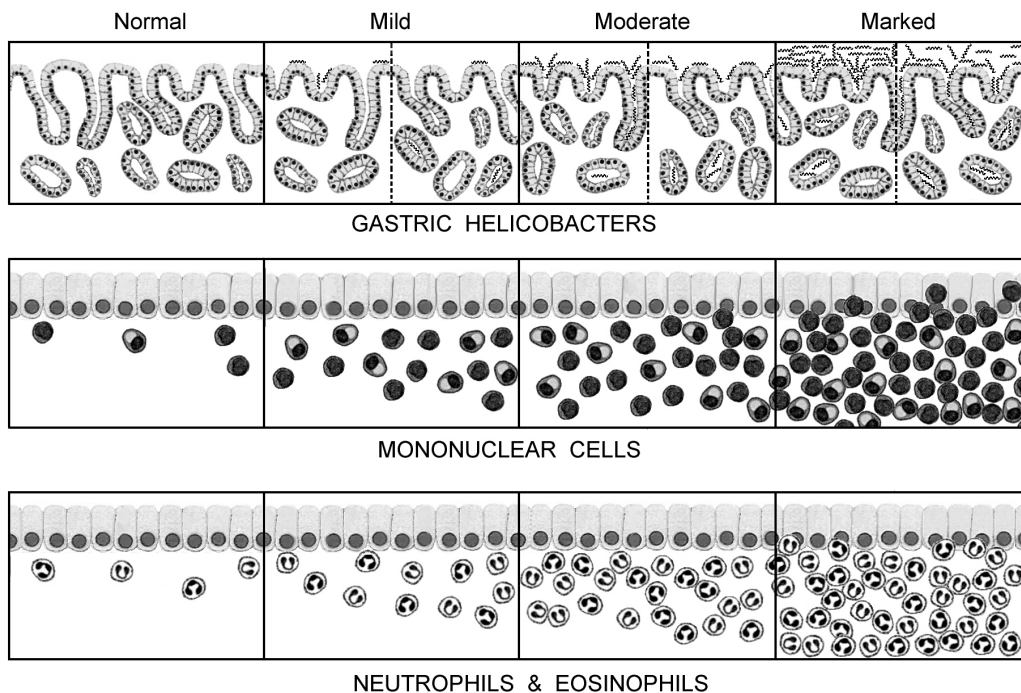 Normal Mild Moderate Marked
GASTRIC HELICOBACTERS
MONONUCLEAR CELLS
NEUTROPHILS & EOSINOPHILS